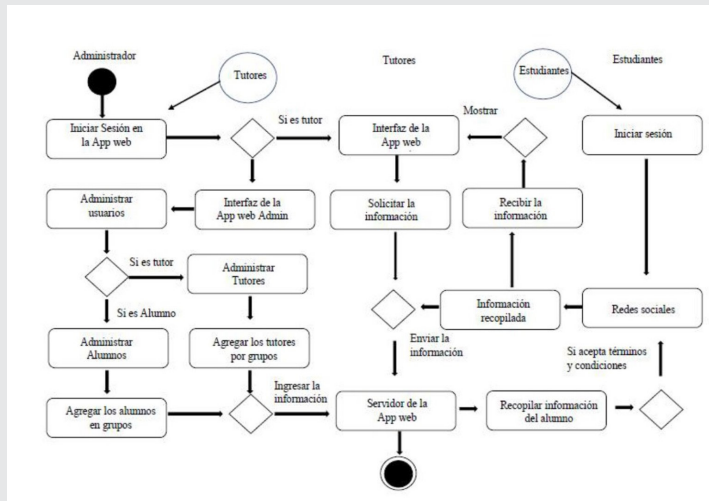 Administrador
Tutores
Tutores
Estudiantes
Estudiantes
Iniciar Sesión en
la App web
Si es tutor
Interfaz de la
App web
Mostrar
Iniciar sesión
Administrar
usuarios
Interfaz de la
App web Admin
Solicitar la
información
Recibir la
información
Si es tutor
Administrar
Tutores
Información
recopilada
Redes sociales
Si es Alumno
Administrar
Alumnos
Agregar los tutores
por grupos
Enviar la
información
Si acepta términos
y condiciones
Agregar los alumnos
en grupos
Ingresar la
información
Servidor de la
App web
Recopilar información
del alumno